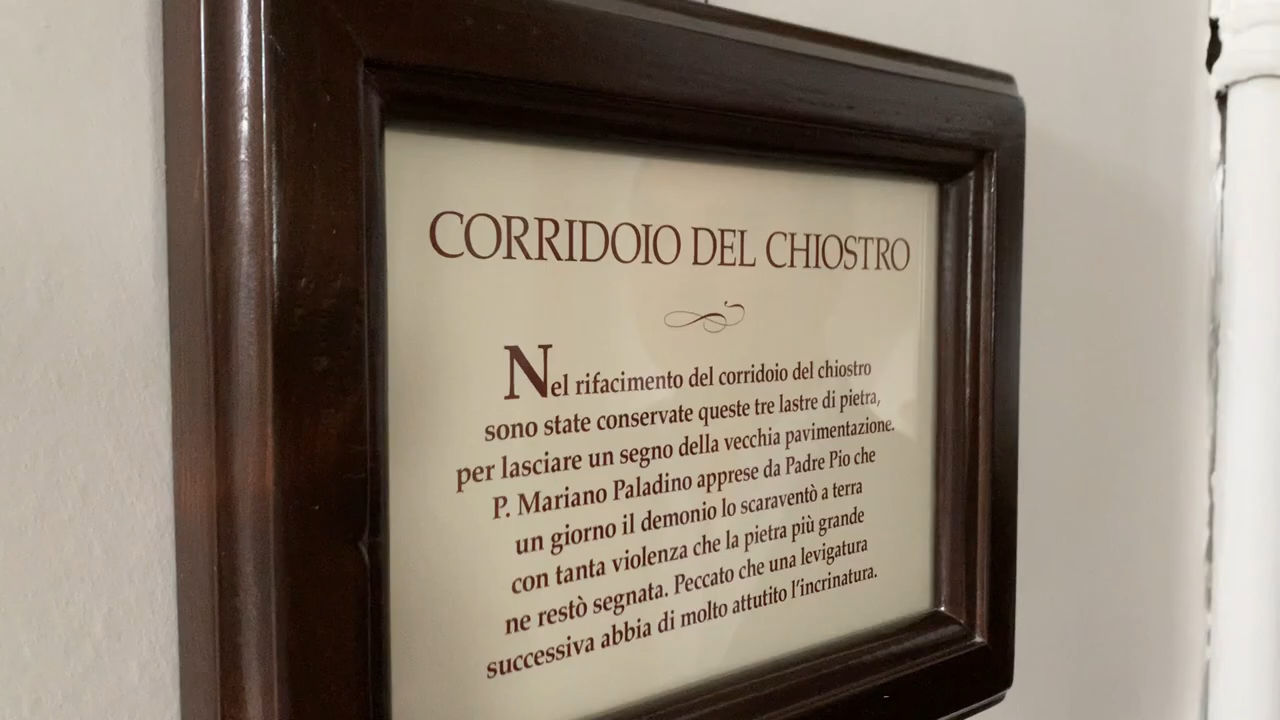 CORRIDOIO DEL CHIOSTRO
Nel rifacimento del corridoio del chiostro
sono state conservate queste tre lastre di pietra,
per lasciare un segno della vecchia pavimentazione.
P. Mariano Paladino apprese da Padre Pio che
un giorno il demonio lo scaraventò a terra
con tanta violenza che la pietra più grande
ne restò segnata. Peccato che una levigatura
successiva abbia di molto attutito l'incrinatura.